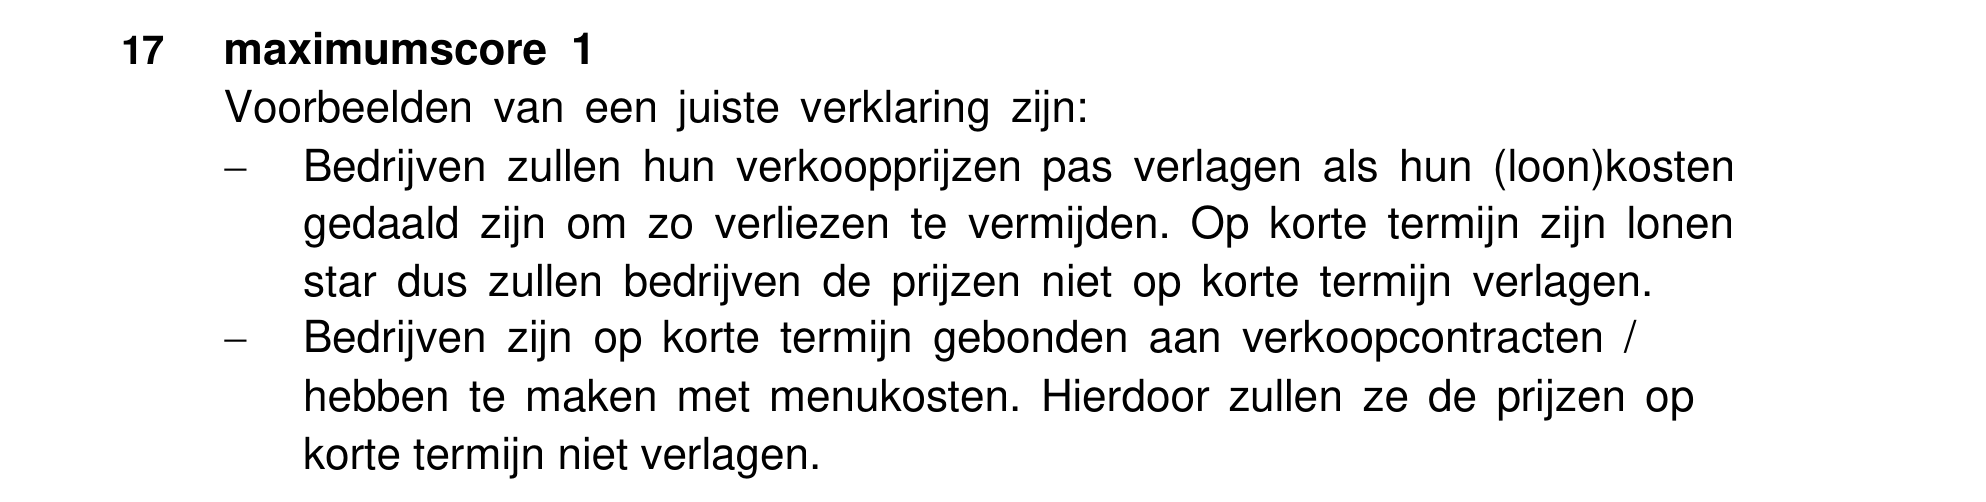 17 maximumscore 1
Voorbeelden van een juiste verklaring zijn:
− Bedrijven zullen hun verkoopprijzen pas verlagen als hun (loon)kosten
gedaald zijn om zo verliezen te vermijden. Op korte termijn zijn lonen
star dus zullen bedrijven de prijzen niet op korte termijn verlagen.
− Bedrijven zijn op korte termijn gebonden aan verkoopcontracten /
hebben te maken met menukosten. Hierdoor zullen ze de prijzen op
korte termijn niet verlagen.